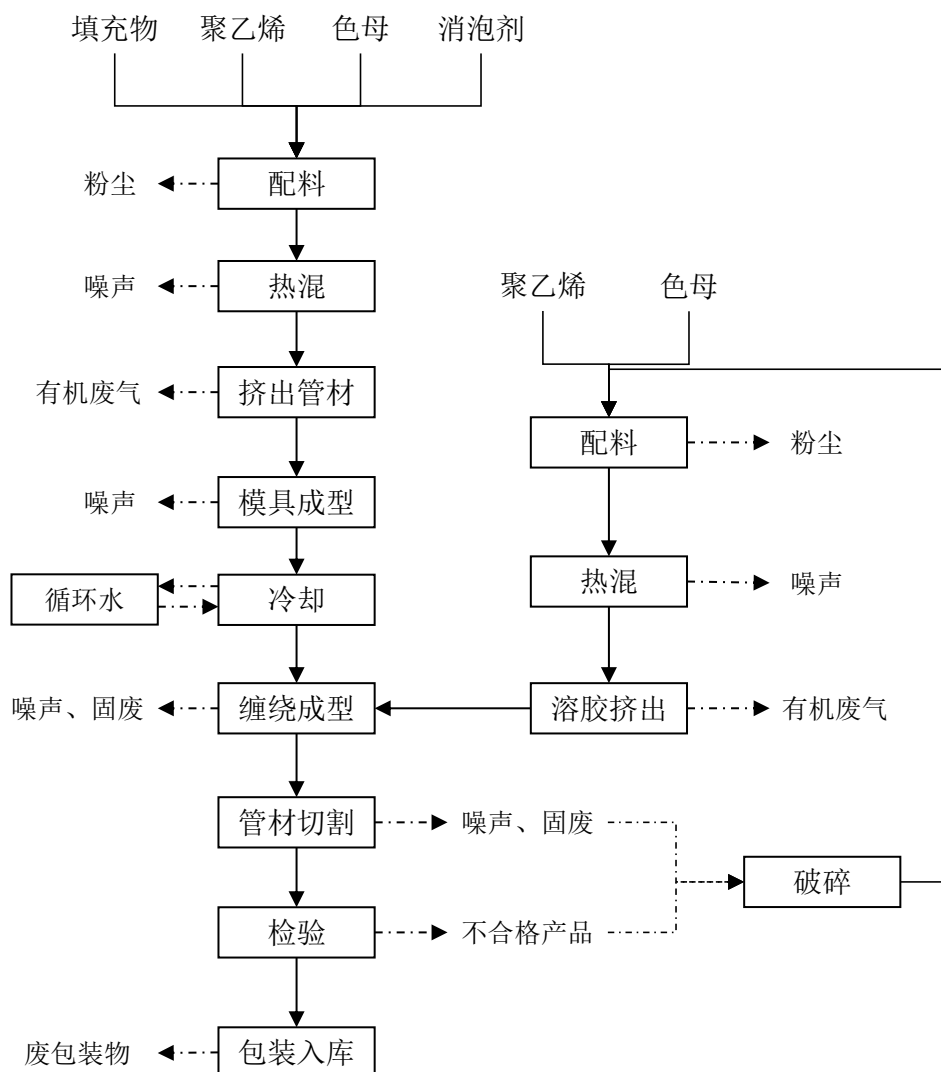 填充物 聚乙烯 色母 消泡剂
粉尘 配料
噪声 热混
聚乙烯 色母
有机废气 挤出管材
配料 粉尘
噪声 模具成型
循环水 冷却
热混 噪声
噪声、固废 缠绕成型 溶胶挤出 有机废气
管材切割 噪声、固废
破碎
检验 不合格产品
废包装物 包装入库